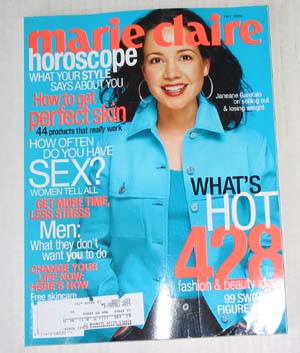 marie claire
horoscope
WHAT YOUR STYLE
SAYS ABOUT YOU
How to get
perfect skin
44 products that really work
HOW OFTEN
DO YOU HAVE
SEX?
WOMEN TELL ALL
GET MORE TIME,
LESS STRESS
Men:
What they don't
want you to do
CHANGE YOUR
LIFE NOW:
HERE'S HOW
Free skincare
Janeane Garofalo
on selling out
& losing weight
WHAT'S
HOT
428
fashion & beauty
99 SWIM
FIGURE